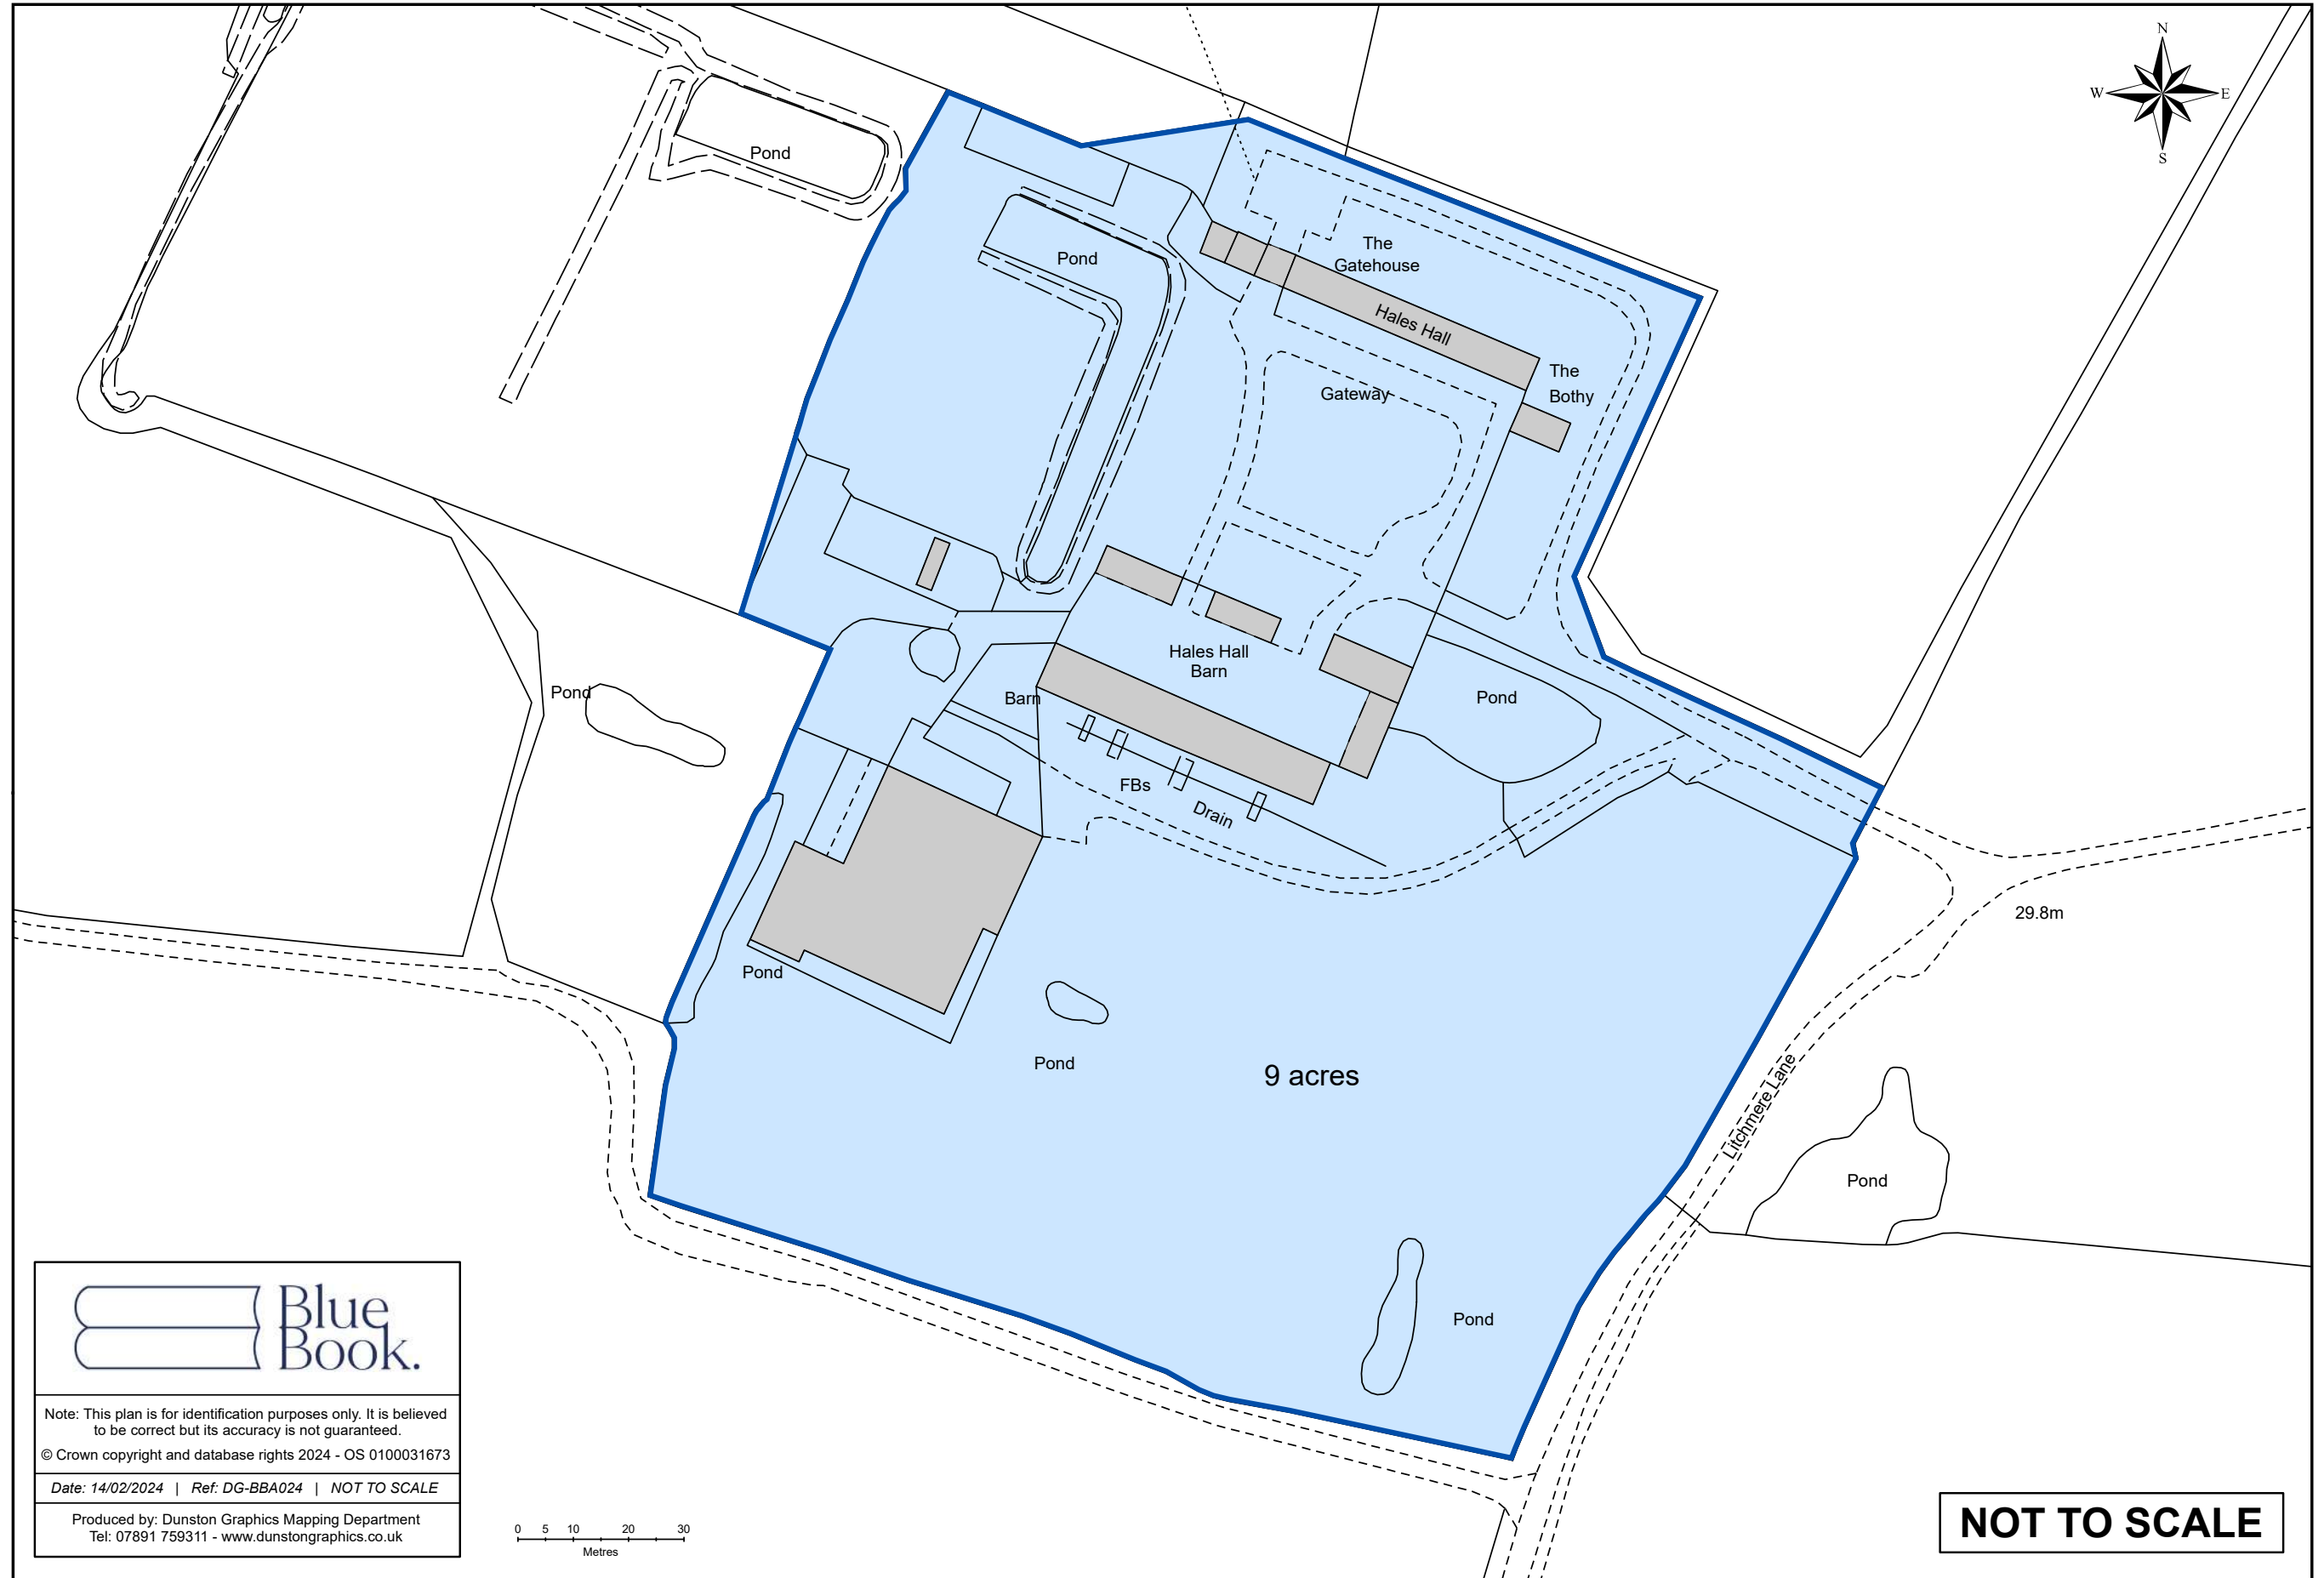 N
W
E
S
Pond
The
Gatehouse
Pond
Hales Hall
The
Bothy
Gateway
Hales Hall
Barn
Pond
Barn
Pond
FBs
Drain
29.8m
Pond
Pond
9 acres
Litchmere Lane
Pond
Pond
Blue
Book.
Note: This plan is for identification purposes only. It is believed
to be correct but its accuracy is not guaranteed.
© Crown copyright and database rights 2024 - OS 0100031673
Date: 14/02/2024 | Ref: DG-BBA024 | NOT TO SCALE
Produced by: Dunston Graphics Mapping Department
Tel: 07891 759311 - www.dunstongraphics.co.uk
0 5 10 20 30
Metres
NOT TO SCALE